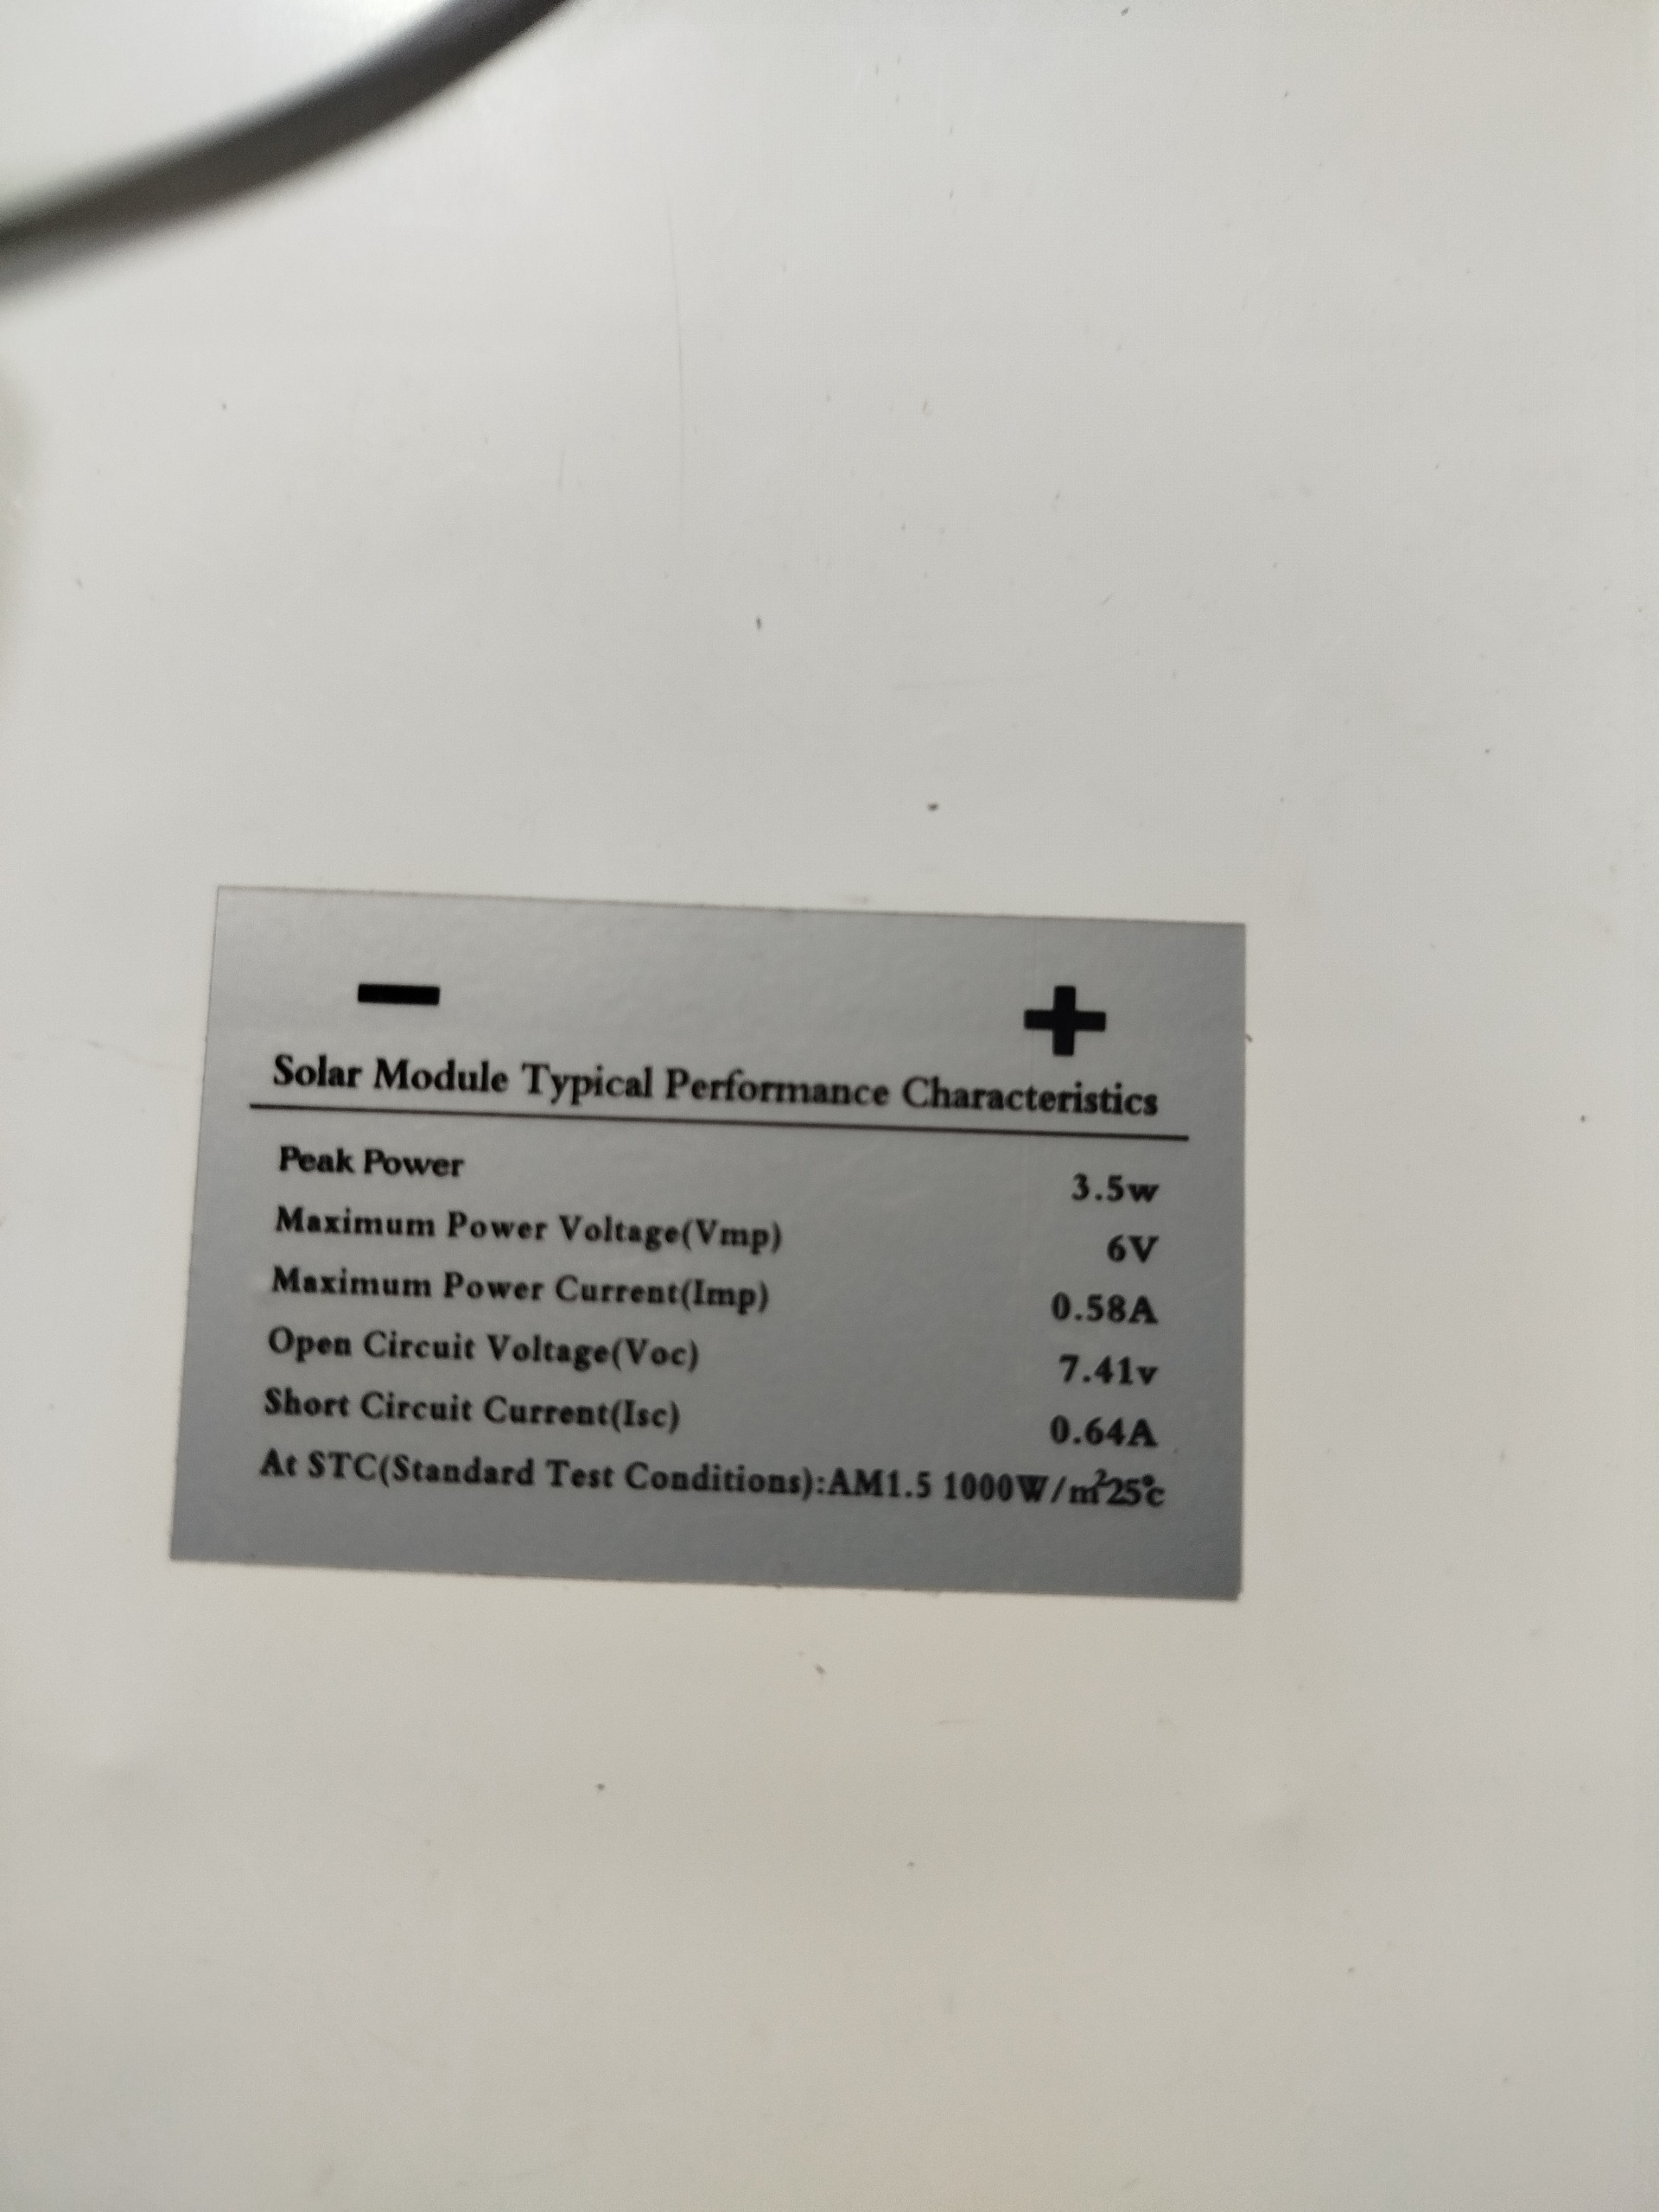 − +
Solar Module Typical Performance Characteristics
Peak Power 3.5w
Maximum Power Voltage(Vmp) 6V
Maximum Power Current(Imp) 0.58A
Open Circuit Voltage(Voc) 7.41v
Short Circuit Current(Isc) 0.64A
At STC(Standard Test Conditions):AM1.5 1000W/m²25°c